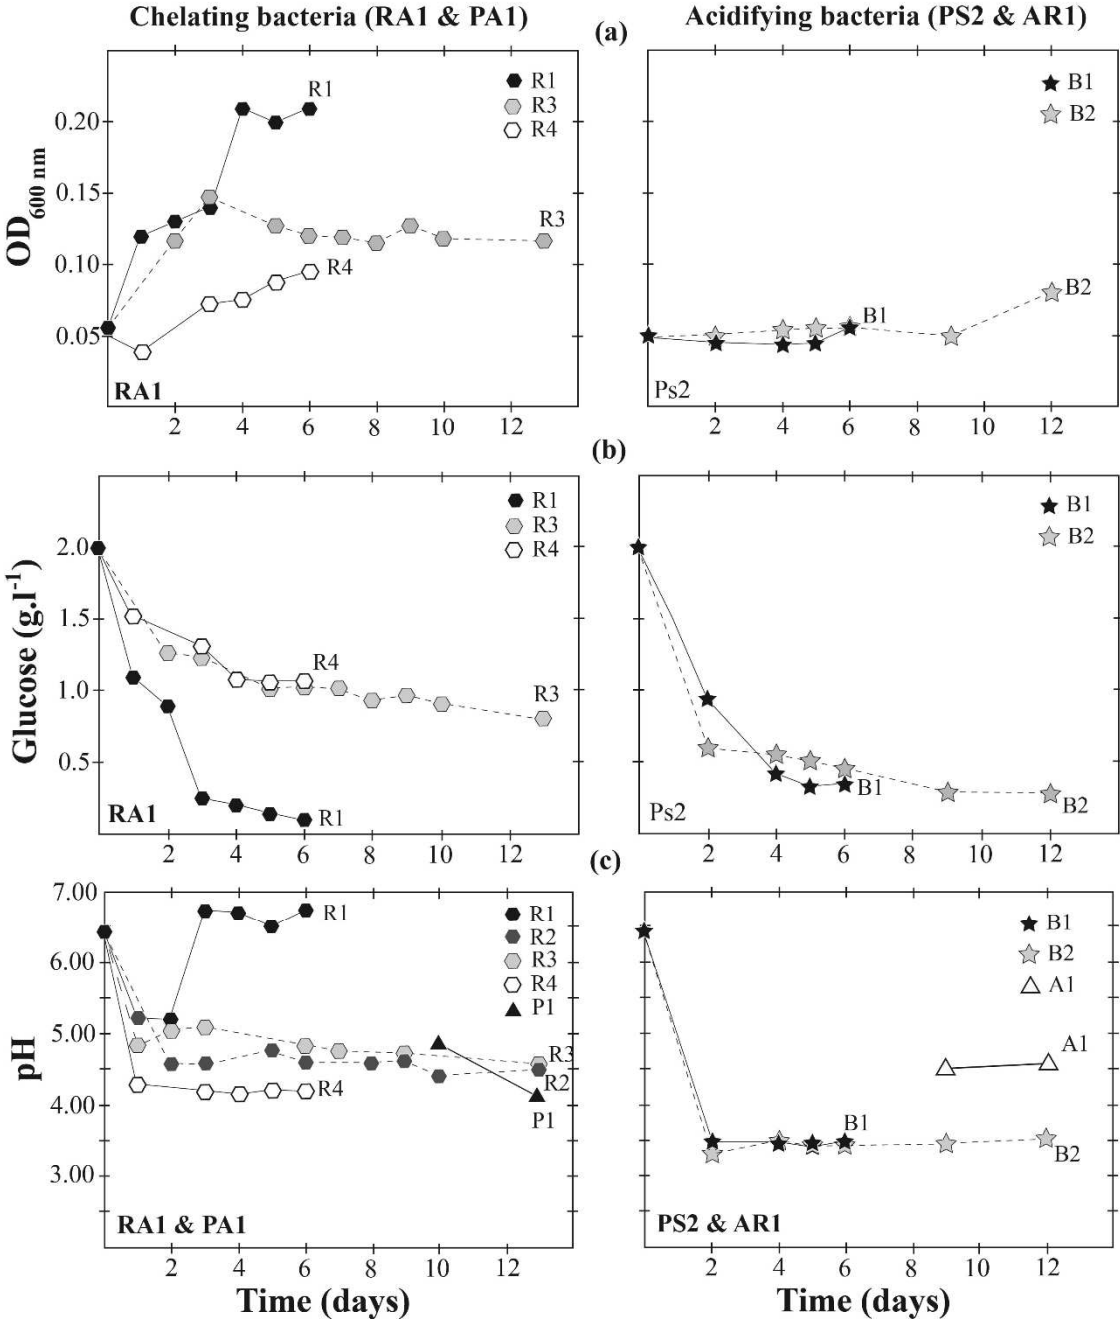 Chelating bacteria (RA1 & PA1)
Acidifying bacteria (PS2 & AR1)
(a)
OD600 nm
0.20
0.15
0.10
0.05
R1
R3
R4
R1
R3
R4
RA1
2 4 6 8 10 12
B1
B2
B1
B2
Ps2
2 4 6 8 10 12
(b)
Glucose (g.l-1)
2.0
1.5
1.0
0.5
R1
R3
R4
R4
R3
R1
RA1
2 4 6 8 10 12
B1
B2
B1
B2
Ps2
2 4 6 8 10 12
(c)
pH
7.00
6.00
5.00
4.00
3.00
R1
R2
R3
R4
P1
R1
R3
R2
R4
P1
RA1 & PA1
2 4 6 8 10 12
Time (days)
B1
B2
A1
A1
B1
B2
PS2 & AR1
2 4 6 8 10 12
Time (days)